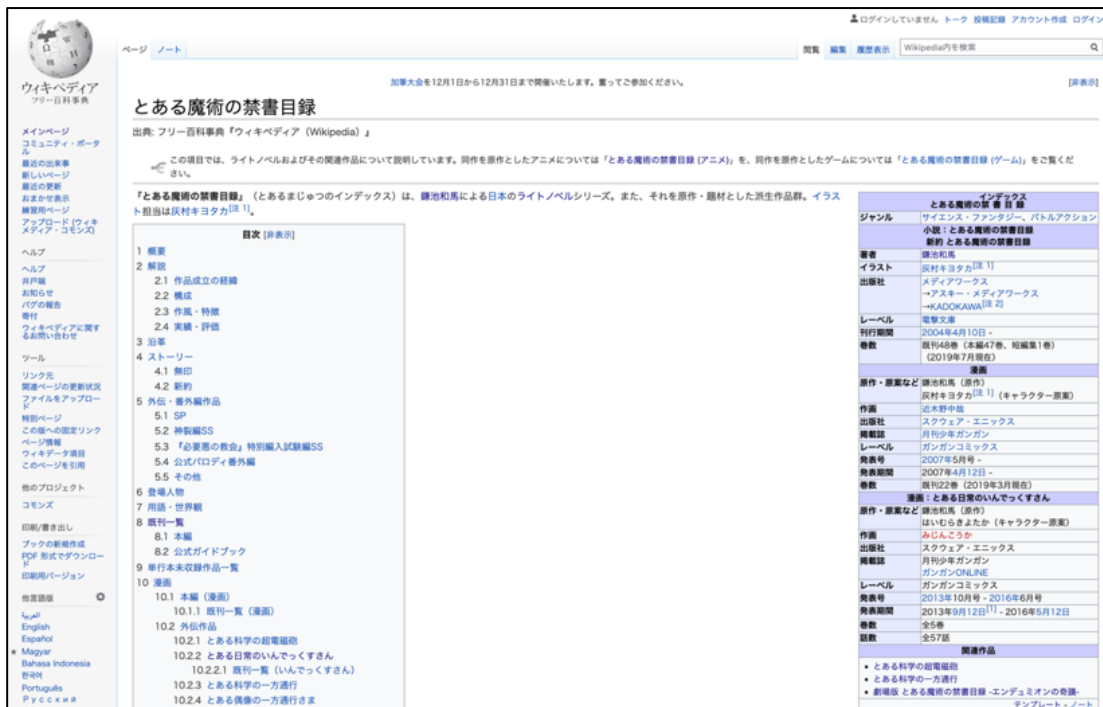 ログインしていません トーク 投稿記録 アカウント作成 ログイン
ページ ノート
閲覧 編集 履歴表示 Wikipedia内を検索
ウィキペディア
フリー百科事典
メインページ
コミュニティ・ポータル
最近の出来事
新しいページ
最近の更新
おまかせ表示
練習用ページ
アップロード (ウィキメディア・コモンズ)
ヘルプ
ヘルプ
井戸端
お知らせ
バグの報告
寄付
ウィキペディアに関するお問い合わせ
ツール
リンク元
関連ページの更新状況
ファイルをアップロード
特別ページ
この版への固定リンク
ページ情報
ウィキデータ項目
このページを引用
他のプロジェクト
コモンズ
印刷/書き出し
ブックの新規作成
PDF 形式でダウンロード
印刷用バージョン
他言語版
العربية
English
Español
Magyar
Bahasa Indonesia
한국어
Português
Русский
加筆大会を12月1日から12月31日まで開催いたします。奮ってご参加ください。
[非表示]
とある魔術の禁書目録
出典: フリー百科事典『ウィキペディア（Wikipedia）』
この項目では、ライトノベルおよびその関連作品について説明しています。同作を原作としたアニメについては「とある魔術の禁書目録 (アニメ)」を、同作を原作としたゲームについては「とある魔術の禁書目録 (ゲーム)」をご覧くだ
さい。
『とある魔術の禁書目録』（とあるまじゅつのインデックス）は、鎌池和馬による日本のライトノベルシリーズ。また、それを原作・題材とした派生作品群。イラス
ト担当は灰村キヨタカ[注 1]。
目次 [非表示]
1 概要
2 解説
2.1 作品成立の経緯
2.2 構成
2.3 作風・特徴
2.4 実績・評価
3 沿革
4 ストーリー
4.1 無印
4.2 新約
5 外伝・番外編作品
5.1 SP
5.2 神裂編SS
5.3 『必要悪の教会』特別編入試験編SS
5.4 公式パロディ番外編
5.5 その他
6 登場人物
7 用語・世界観
8 既刊一覧
8.1 本編
8.2 公式ガイドブック
9 単行本未収録作品一覧
10 漫画
10.1 本編（漫画）
10.1.1 既刊一覧（漫画）
10.2 外伝作品
10.2.1 とある科学の超電磁砲
10.2.2 とある日常のいんでっくすさん
10.2.2.1 既刊一覧（いんでっくすさん）
10.2.3 とある科学の一方通行
10.2.4 とある偶像の一方通行さま
インデックス
とある魔術の禁書目録
ジャンル サイエンス・ファンタジー、バトルアクション
小説：とある魔術の禁書目録
新約 とある魔術の禁書目録
著者 鎌池和馬
イラスト 灰村キヨタカ[注 1]
出版社 メディアワークス
→アスキー・メディアワークス
→KADOKAWA[注 2]
レーベル 電撃文庫
刊行期間 2004年4月10日 -
巻数 既刊48巻（本編47巻、短編集1巻）
（2019年7月現在）
漫画
原作・原案など 鎌池和馬（原作）
灰村キヨタカ[注 1]（キャラクター原案）
作画 近木野中哉
出版社 スクウェア・エニックス
掲載誌 月刊少年ガンガン
レーベル ガンガンコミックス
発表号 2007年5月号 -
発表期間 2007年4月12日 -
巻数 既刊22巻（2019年3月現在）
漫画：とある日常のいんでっくすさん
原作・原案など 鎌池和馬（原作）
はいむらきよたか（キャラクター原案）
作画 みじんこうか
出版社 スクウェア・エニックス
掲載誌 月刊少年ガンガン
ガンガンONLINE
レーベル ガンガンコミックス
発表号 2013年10月号 - 2016年6月号
発表期間 2013年9月12日[1] - 2016年5月12日
巻数 全5巻
話数 全57話
関連作品
とある科学の超電磁砲
とある科学の一方通行
劇場版 とある魔術の禁書目録 -エンデュミオンの奇蹟-
テンプレート - ノート